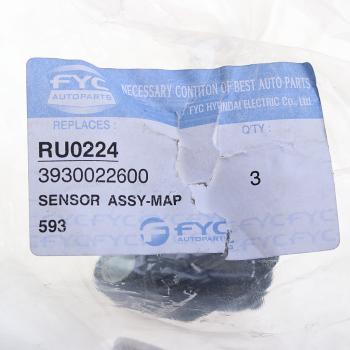 FYC
AUTOPARTS
NECESSARY CONTITON OF BEST AUTO PARTS
FYC HYUNDAI ELECTRIC Co., Ltd.
REPLACES :
Q'TY :
RU0224
3930022600
3
SENSOR ASSY-MAP
593
FYC
AUTOPARTS